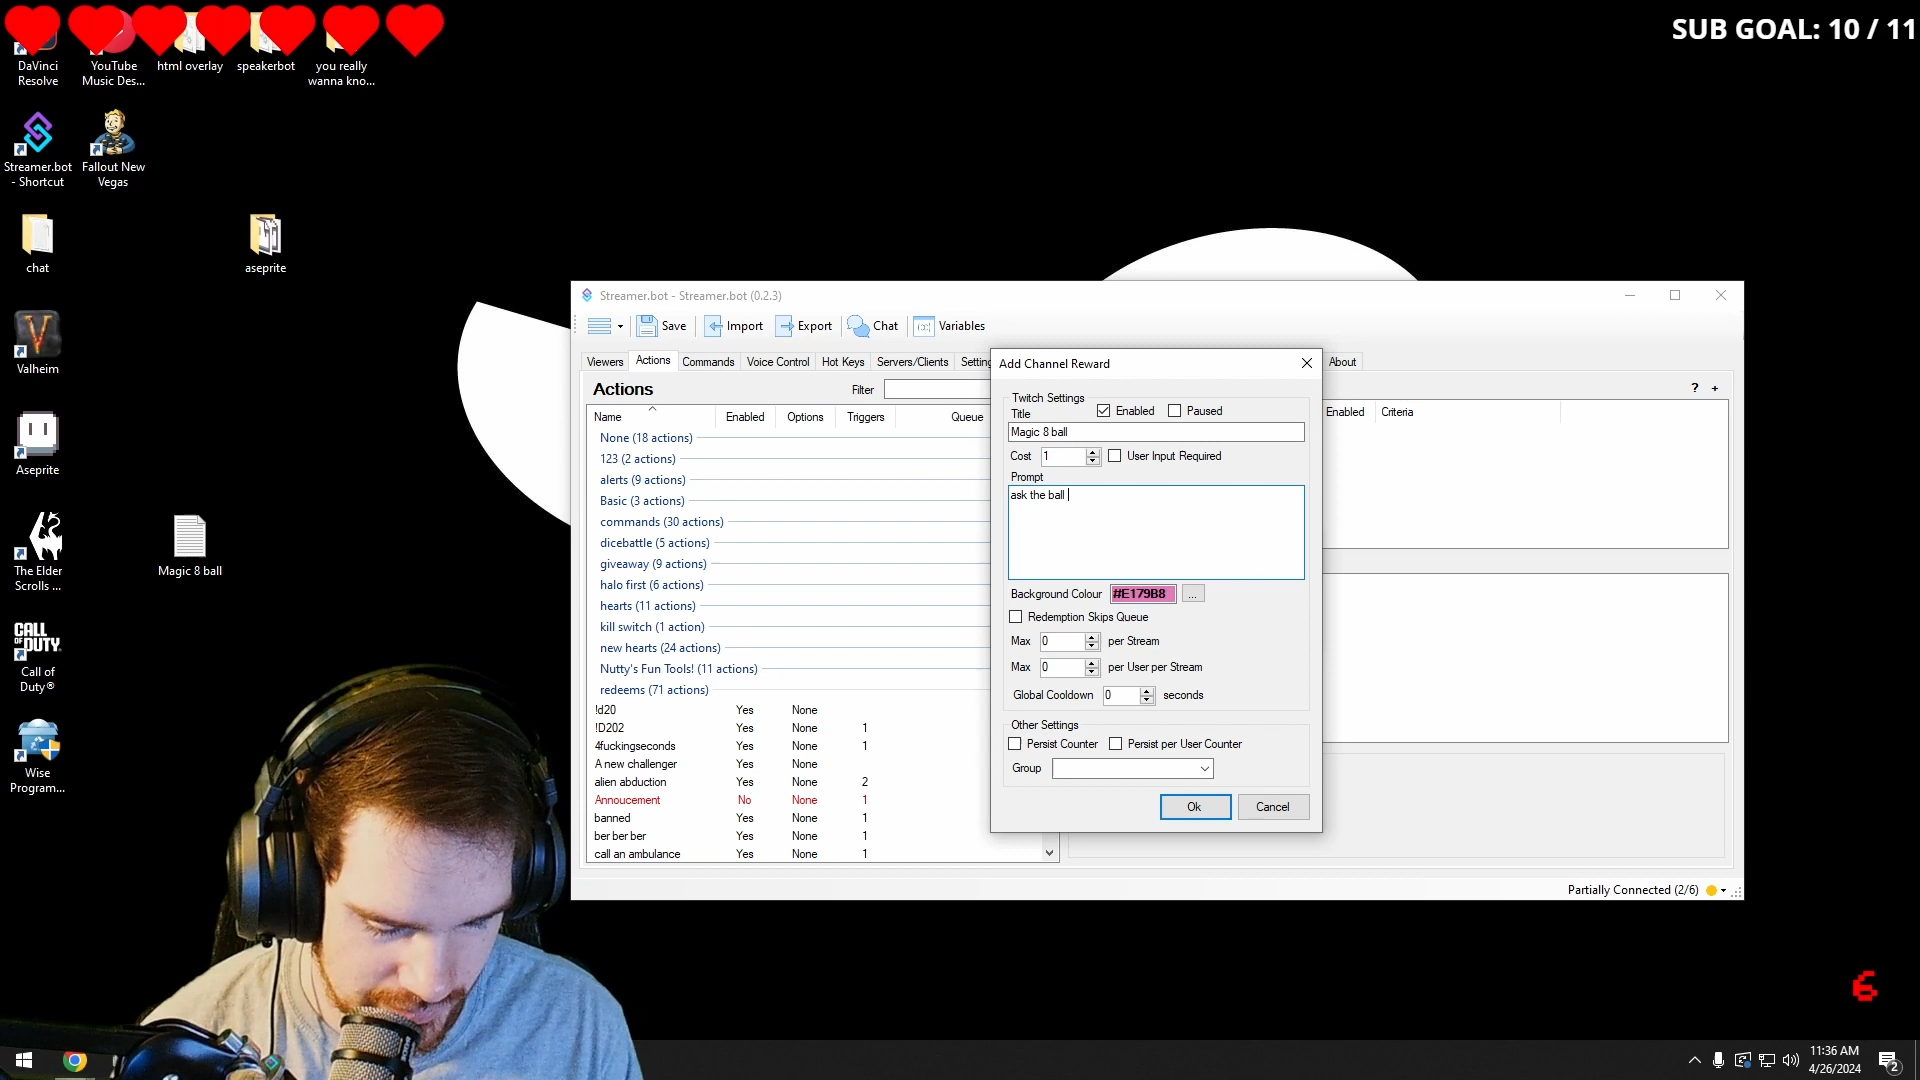 SUB GOAL: 10 / 11
DaVinci
Resolve
YouTube
Music Des...
html overlay
speakerbot
you really
wanna kno...
Streamer.bot
- Shortcut
Fallout New
Vegas
chat
aseprite
Valheim
Aseprite
The Elder
Scrolls ...
Magic 8 ball
CALL
OF DUTY
Call of
Duty®
Wise
Program...
Streamer.bot - Streamer.bot (0.2.3)
Save
Import
Export
Chat
Variables
Viewers
Actions
Commands
Voice Control
Hot Keys
Servers/Clients
Setting
About
Actions
Filter
? +
Name
Enabled
Options
Triggers
Queue
Enabled
Criteria
None (18 actions)
123 (2 actions)
alerts (9 actions)
Basic (3 actions)
commands (30 actions)
dicebattle (5 actions)
giveaway (9 actions)
halo first (6 actions)
hearts (11 actions)
kill switch (1 action)
new hearts (24 actions)
Nutty's Fun Tools! (11 actions)
redeems (71 actions)
!d20 Yes None
!D202 Yes None 1
4fuckingseconds Yes None 1
A new challenger Yes None
alien abduction Yes None 2
Annoucement No None 1
banned Yes None 1
ber ber ber Yes None 1
call an ambulance Yes None 1
Add Channel Reward
Twitch Settings
Title
Enabled
Paused
Magic 8 ball
Cost 1
User Input Required
Prompt
ask the ball
Background Colour #E179B8 ...
Redemption Skips Queue
Max 0 per Stream
Max 0 per User per Stream
Global Cooldown 0 seconds
Other Settings
Persist Counter
Persist per User Counter
Group
Ok
Cancel
Partially Connected (2/6)
6
11:36 AM
4/26/2024
2